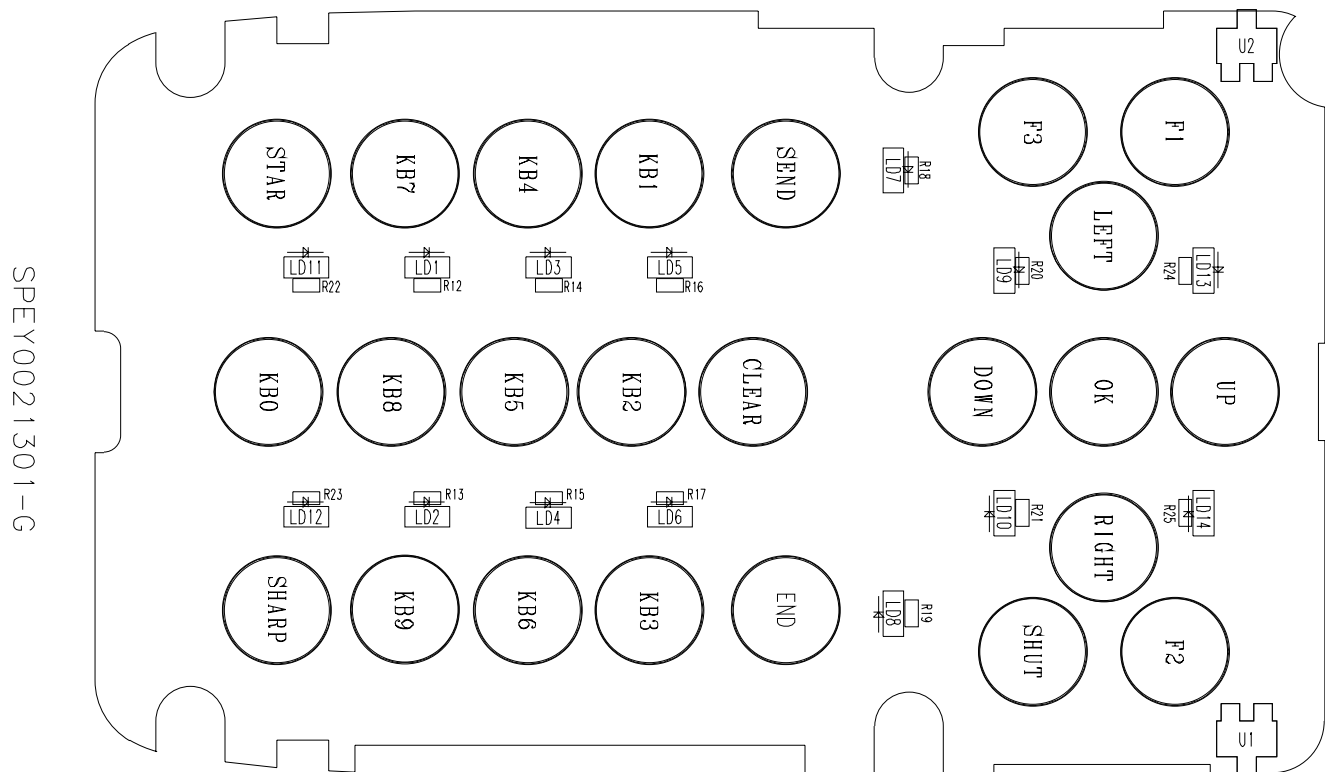 U2
F3
F1
STAR
KB7
KB4
KB1
SEND
LD7
R18
LEFT
LD11
R22
LD1
R12
LD3
R14
LD5
R16
LD9
R20
R24
LD13
SPEY0021301-G
KB0
KB8
KB5
KB2
CLEAR
DOWN
OK
UP
R23
LD12
R13
LD2
R15
LD4
R17
LD6
LD10
R21
R25
LD14
RIGHT
SHARP
KB9
KB6
KB3
END
LD8
R19
SHUT
F2
U1